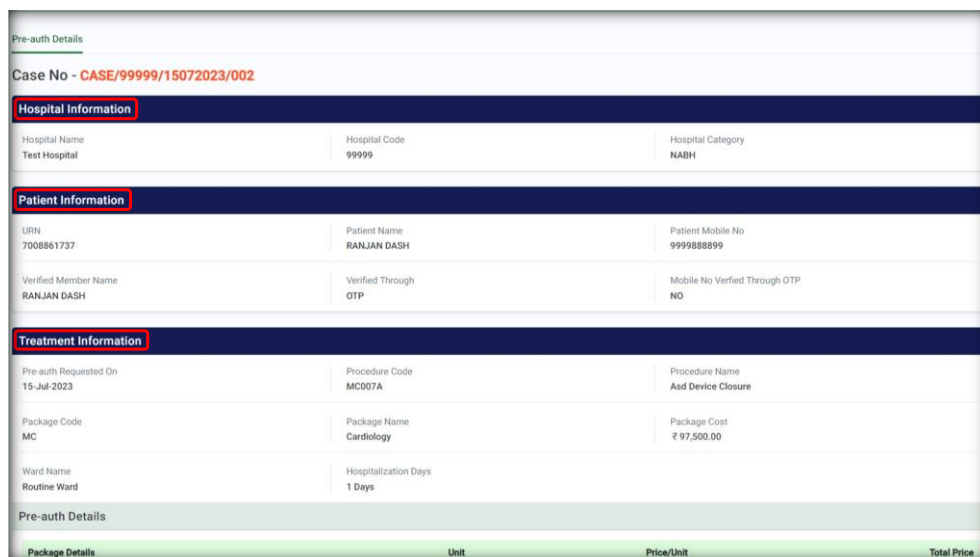 Pre-auth Details
Case No - CASE/99999/15072023/002
Hospital Information
Hospital Name Hospital Code Hospital Category
Test Hospital 99999 NABH
Patient Information
URN Patient Name Patient Mobile No
7008861737 RANJAN DASH 9999888899
Verified Member Name Verified Through Mobile No Verfied Through OTP
RANJAN DASH OTP NO
Treatment Information
Pre-auth Requested On Procedure Code Procedure Name
15-Jul-2023 MC007A Asd Device Closure
Package Code Package Name Package Cost
MC Cardiology ₹ 97,500.00
Ward Name Hospitalization Days
Routine Ward 1 Days
Pre-auth Details
Package Details Unit Price/Unit Total Price